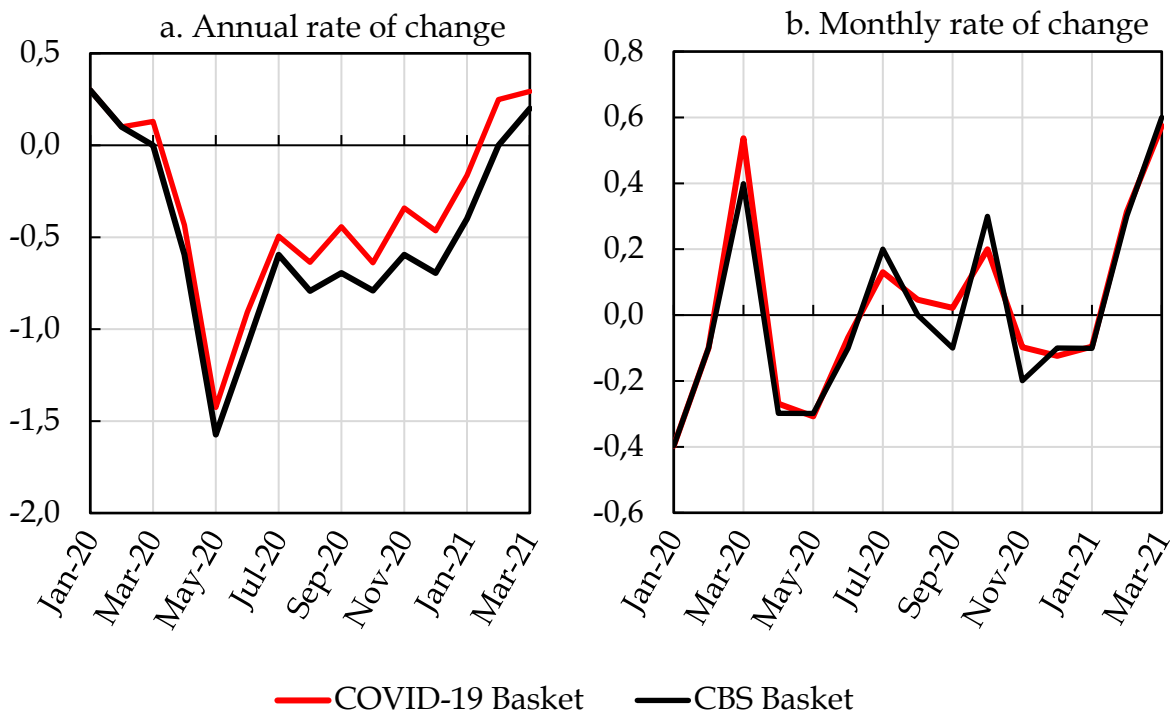 a. Annual rate of change
0,5
0,0
-0,5
-1,0
-1,5
-2,0
Jan-20
Mar-20
May-20
Jul-20
Sep-20
Nov-20
Jan-21
Mar-21
b. Monthly rate of change
0,8
0,6
0,4
0,2
0,0
-0,2
-0,4
-0,6
Jan-20
Mar-20
May-20
Jul-20
Sep-20
Nov-20
Jan-21
Mar-21
COVID-19 Basket
CBS Basket